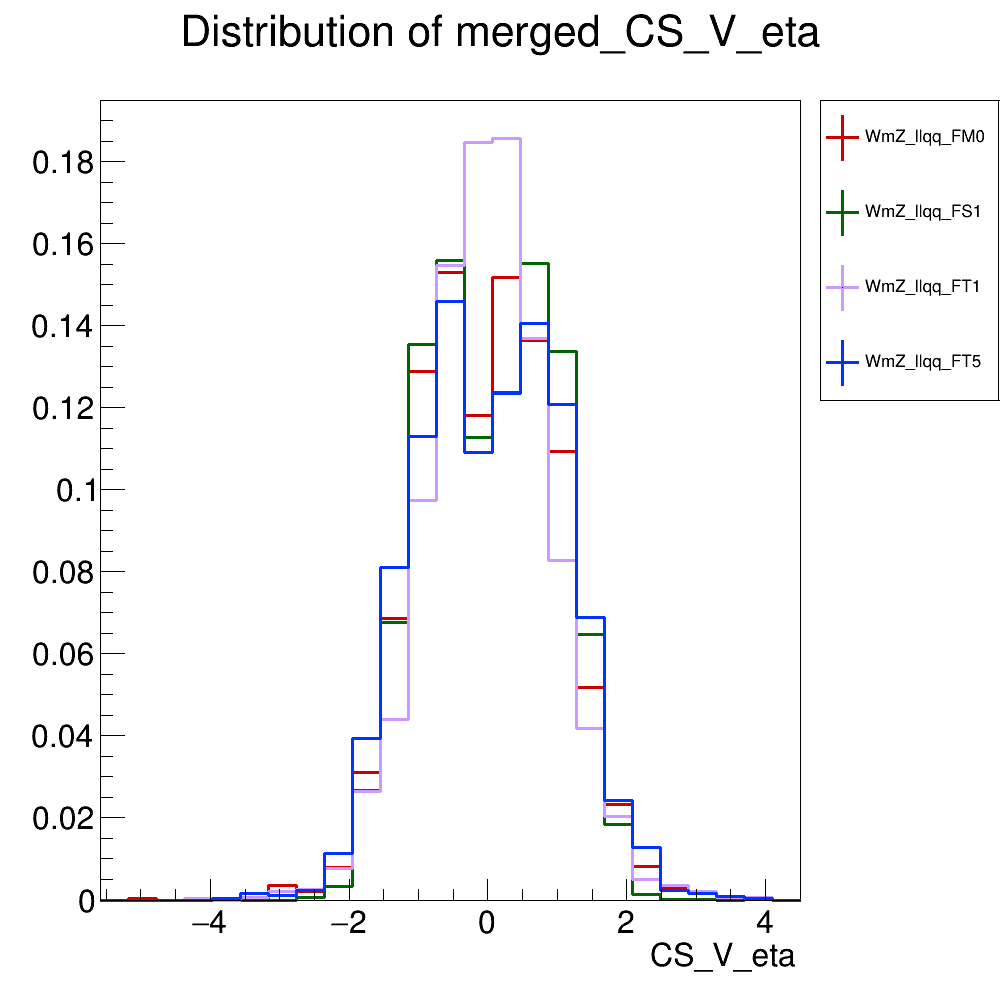 Distribution of merged_CS_V_eta
WmZ_llqq_FM0
WmZ_llqq_FS1
WmZ_llqq_FT1
WmZ_llqq_FT5
0.18
0.16
0.14
0.12
0.1
0.08
0.06
0.04
0.02
0
−4 −2 0 2 4
CS_V_eta